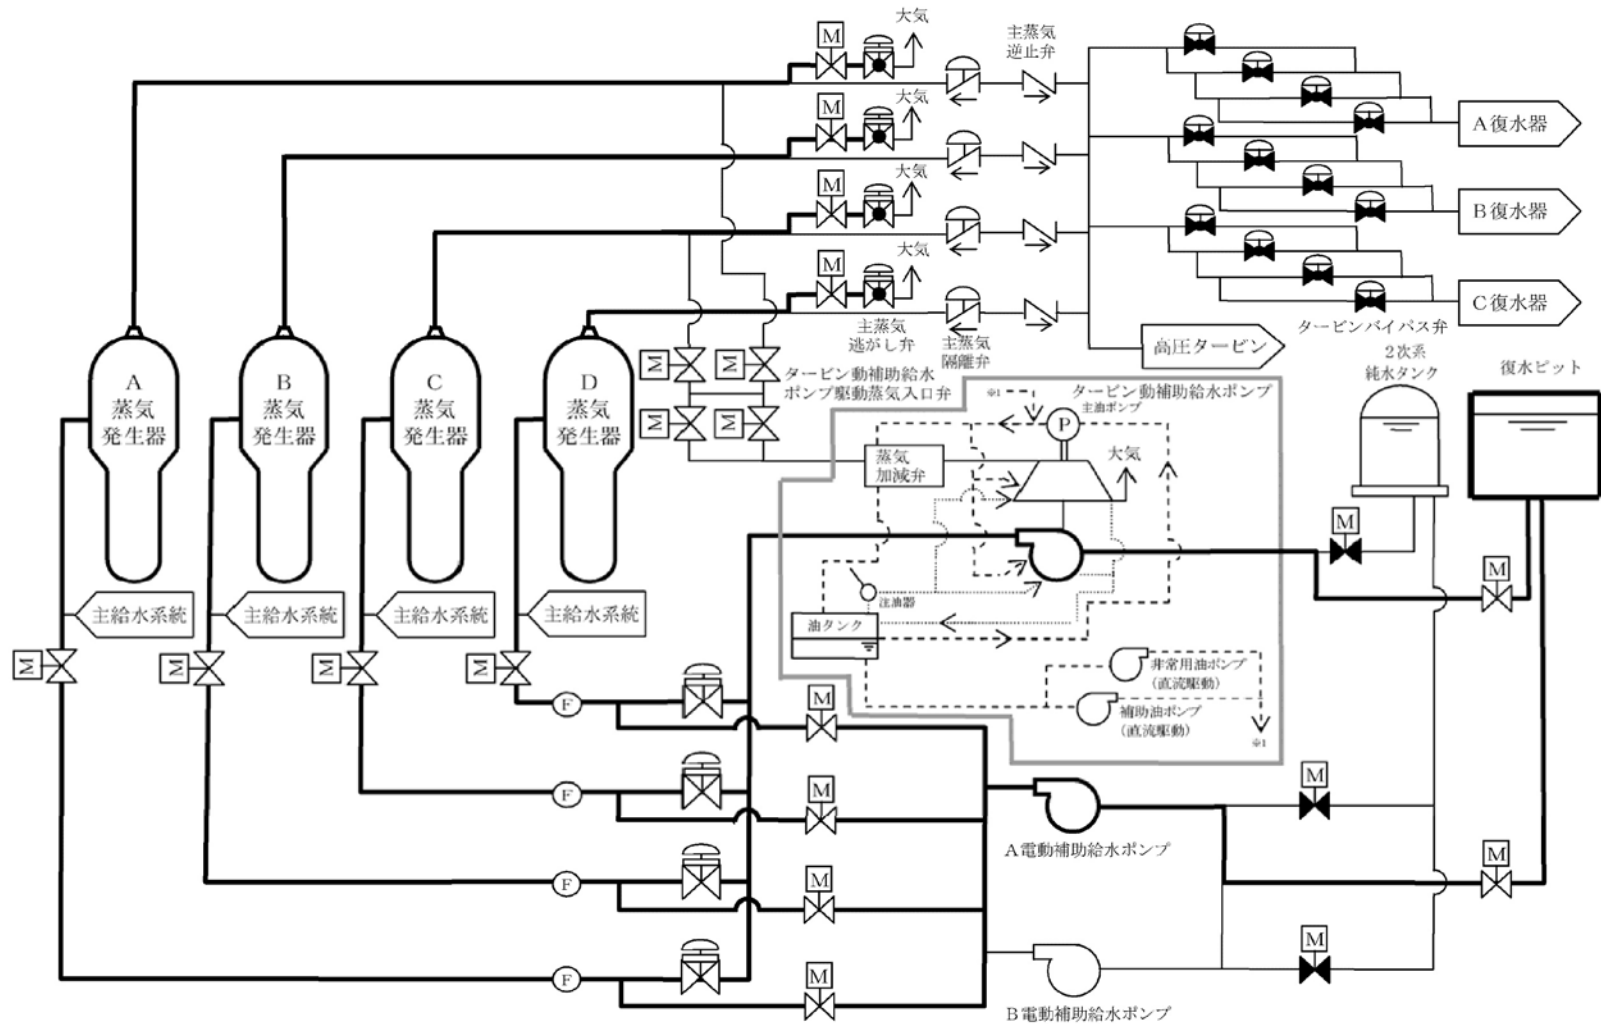 M
大気
主蒸気
逆止弁
M
大気
A復水器
M
大気
B復水器
M
大気
C復水器
主蒸気
逃がし弁
主蒸気
隔離弁
高圧タービン
タービンバイパス弁
A
蒸気
発生器
B
蒸気
発生器
C
蒸気
発生器
D
蒸気
発生器
M
M
M
M
タービン動補助給水
ポンプ駆動蒸気入口弁
2次系
純水タンク
復水ピット
※1
タービン動補助給水ポンプ
主油ポンプ
P
蒸気
加減弁
大気
M
M
注油器
油タンク
主給水系統
主給水系統
主給水系統
主給水系統
M
M
M
M
非常用油ポンプ
(直流駆動)
補助油ポンプ
(直流駆動)
※1
F
M
F
M
M
A電動補助給水ポンプ
F
M
M
M
F
M
B電動補助給水ポンプ